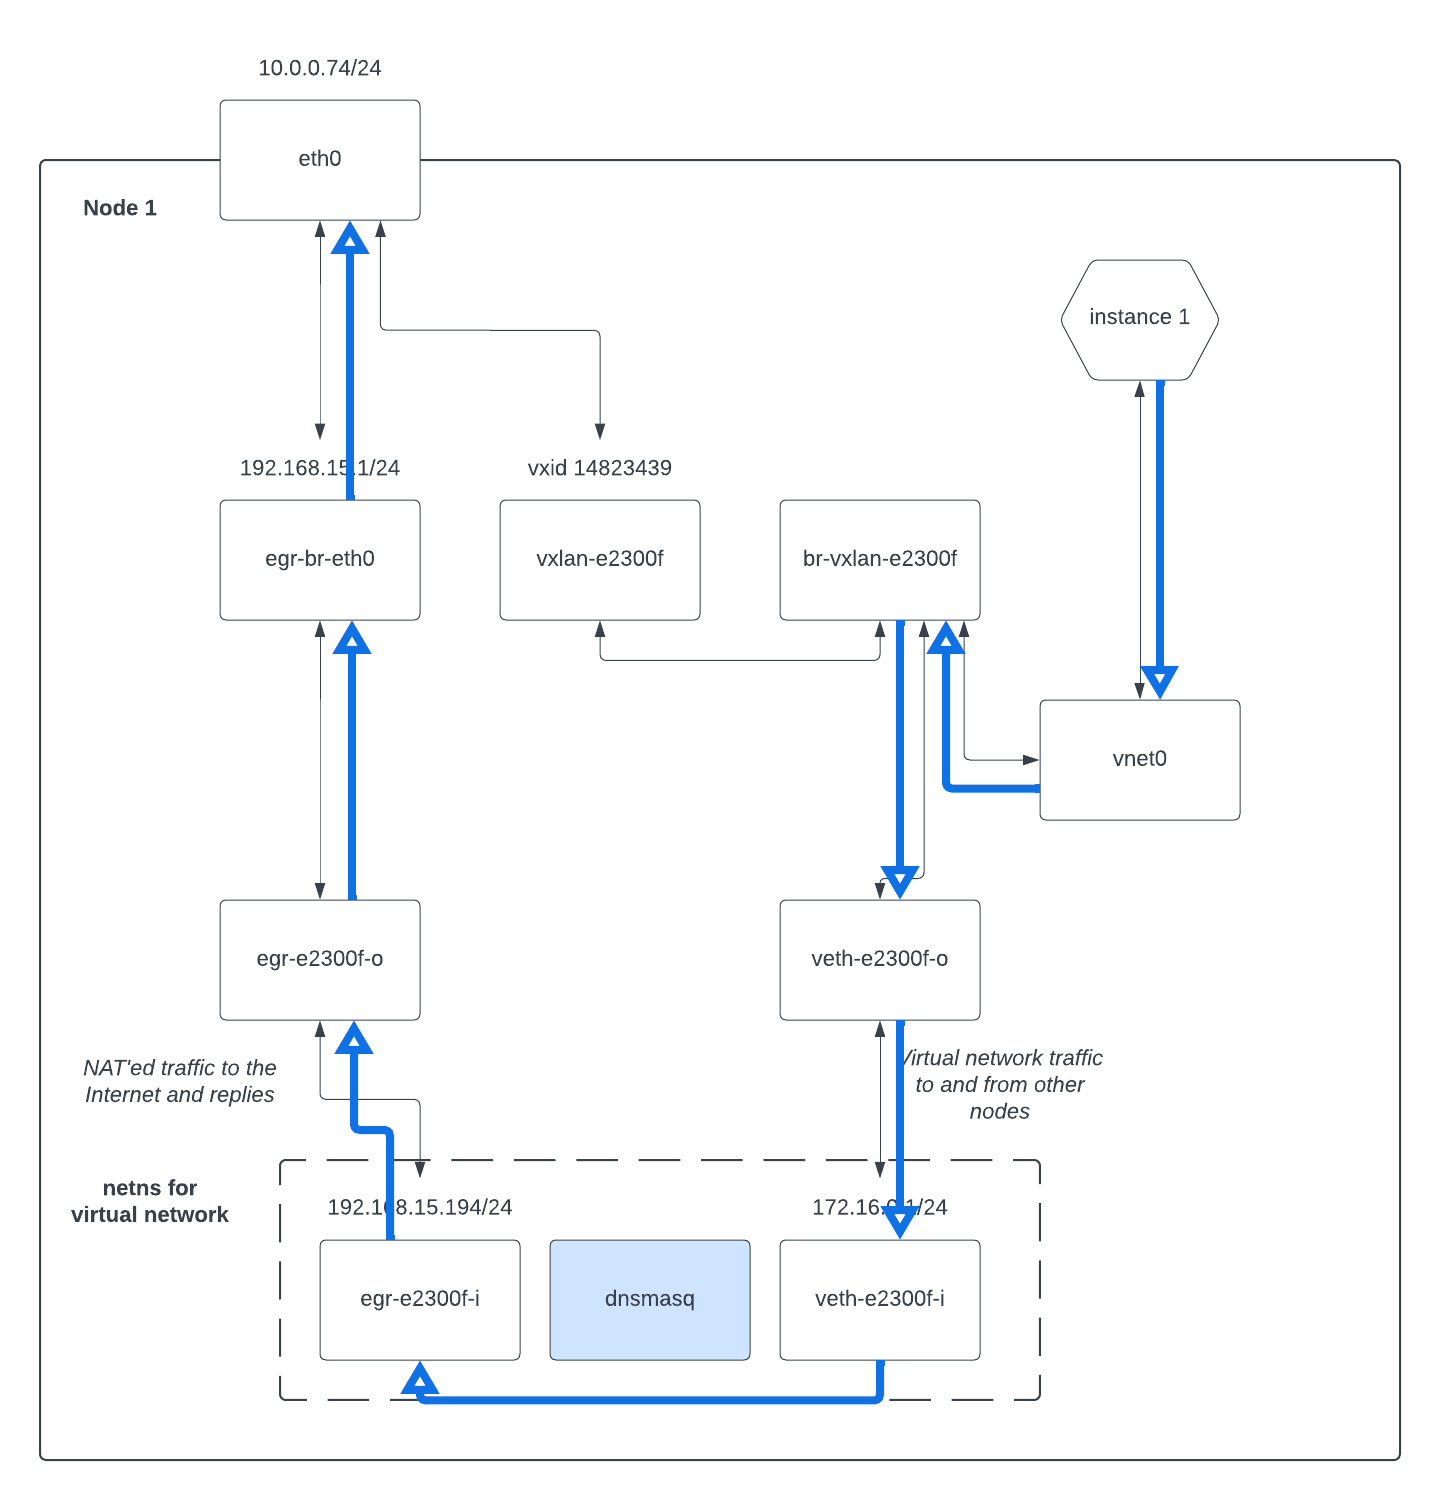 10.0.0.74/24
eth0
Node 1
instance 1
192.168.15.1/24
vxid 14823439
egr-br-eth0
vxlan-e2300f
br-vxlan-e2300f
vnet0
egr-e2300f-o
veth-e2300f-o
NAT'ed traffic to the
Internet and replies
Virtual network traffic
to and from other
nodes
netns for
virtual network
192.168.15.194/24
172.16.0.1/24
egr-e2300f-i
dnsmasq
veth-e2300f-i